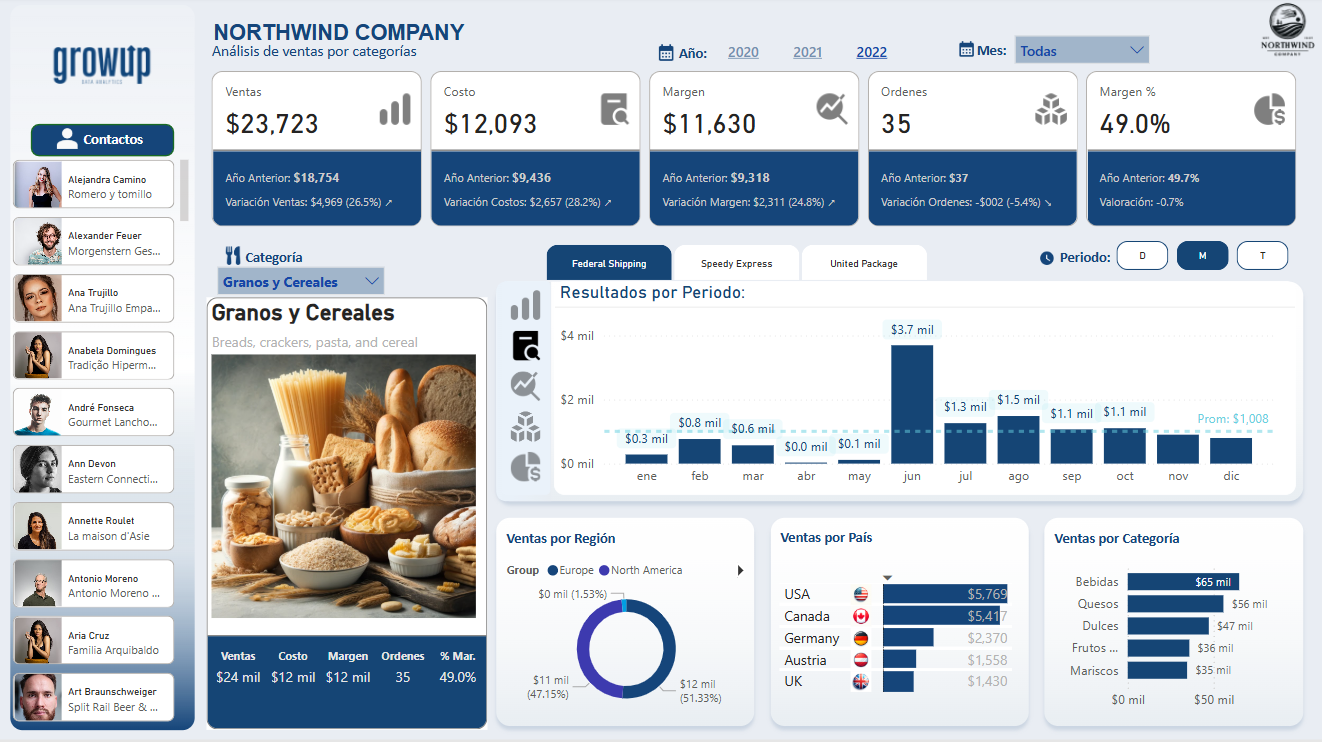 growup
DATA ANALYTICS
NORTHWIND COMPANY
Análisis de ventas por categorías
Año:
2020
2021
2022
Mes:
Todas
NORTHWIND
COMPANY
Contactos
Alejandra Camino
Romero y tomillo
Alexander Feuer
Morgenstern Ges...
Ana Trujillo
Ana Trujillo Empa...
Anabela Domingues
Tradição Hiperm...
André Fonseca
Gourmet Lancho...
Ann Devon
Eastern Connecti...
Annette Roulet
La maison d'Asie
Antonio Moreno
Antonio Moreno ...
Aria Cruz
Familia Arquibaldo
Art Braunschweiger
Split Rail Beer & ...
Ventas
$23,723
Año Anterior: $18,754
Variación Ventas: $4,969 (26.5%) ↗
Costo
$12,093
Año Anterior: $9,436
Variación Costos: $2,657 (28.2%) ↗
Margen
$11,630
Año Anterior: $9,318
Variación Margen: $2,311 (24.8%) ↗
Ordenes
35
Año Anterior: $37
Variación Ordenes: -$002 (-5.4%) ↘
Margen %
49.0%
Año Anterior: 49.7%
Valoración: -0.7%
Categoría
Granos y Cereales
Granos y Cereales
Breads, crackers, pasta, and cereal
Ventas Costo Margen Ordenes % Mar.
$24 mil $12 mil $12 mil 35 49.0%
Federal Shipping
Speedy Express
United Package
Periodo:
D
M
T
Resultados por Periodo:
$4 mil
$2 mil
$0 mil
$0.3 mil
$0.8 mil
$0.6 mil
$0.0 mil
$0.1 mil
$3.7 mil
$1.3 mil
$1.5 mil
$1.1 mil
$1.1 mil
Prom: $1,008
ene feb mar abr may jun jul ago sep oct nov dic
Ventas por Región
Group Europe North America
$0 mil (1.53%)
$11 mil
(47.15%)
$12 mil
(51.33%)
Ventas por País
USA $5,769
Canada $5,417
Germany $2,370
Austria $1,558
UK $1,430
Ventas por Categoría
Bebidas $65 mil
Quesos $56 mil
Dulces $47 mil
Frutos ... $36 mil
Mariscos $35 mil
$0 mil $50 mil